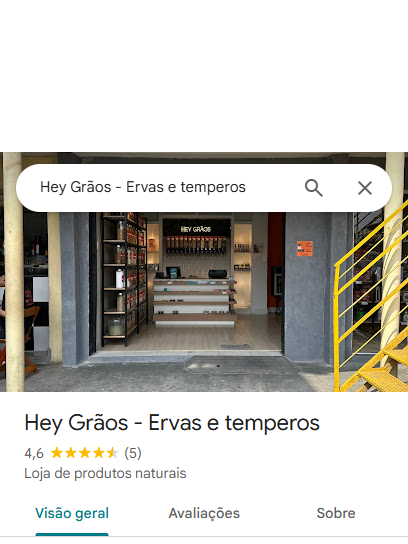 Hey Grãos - Ervas e temperos
HEY GRÃOS
Hey Grãos - Ervas e temperos
4,6 (5)
Loja de produtos naturais
Visão geral Avaliações Sobre